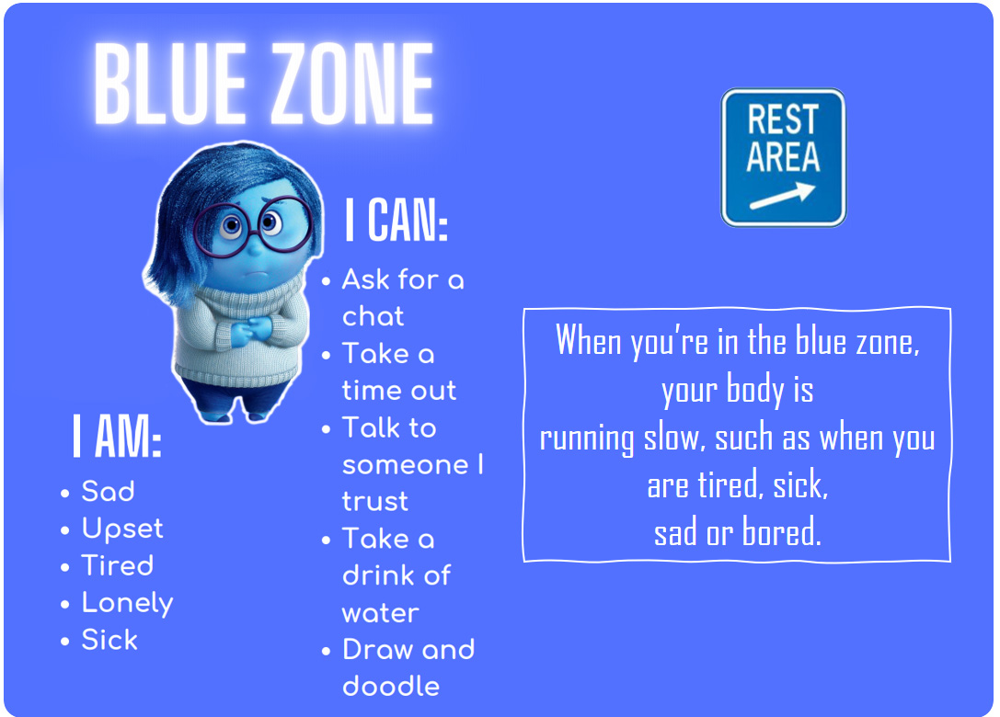 BLUE ZONE
I AM:
• Sad
• Upset
• Tired
• Lonely
• Sick
I CAN:
• Ask for a
chat
• Take a
time out
• Talk to
someone I
trust
• Take a
drink of
water
• Draw and
doodle
REST
AREA
When you’re in the blue zone,
your body is
running slow, such as when you
are tired, sick,
sad or bored.